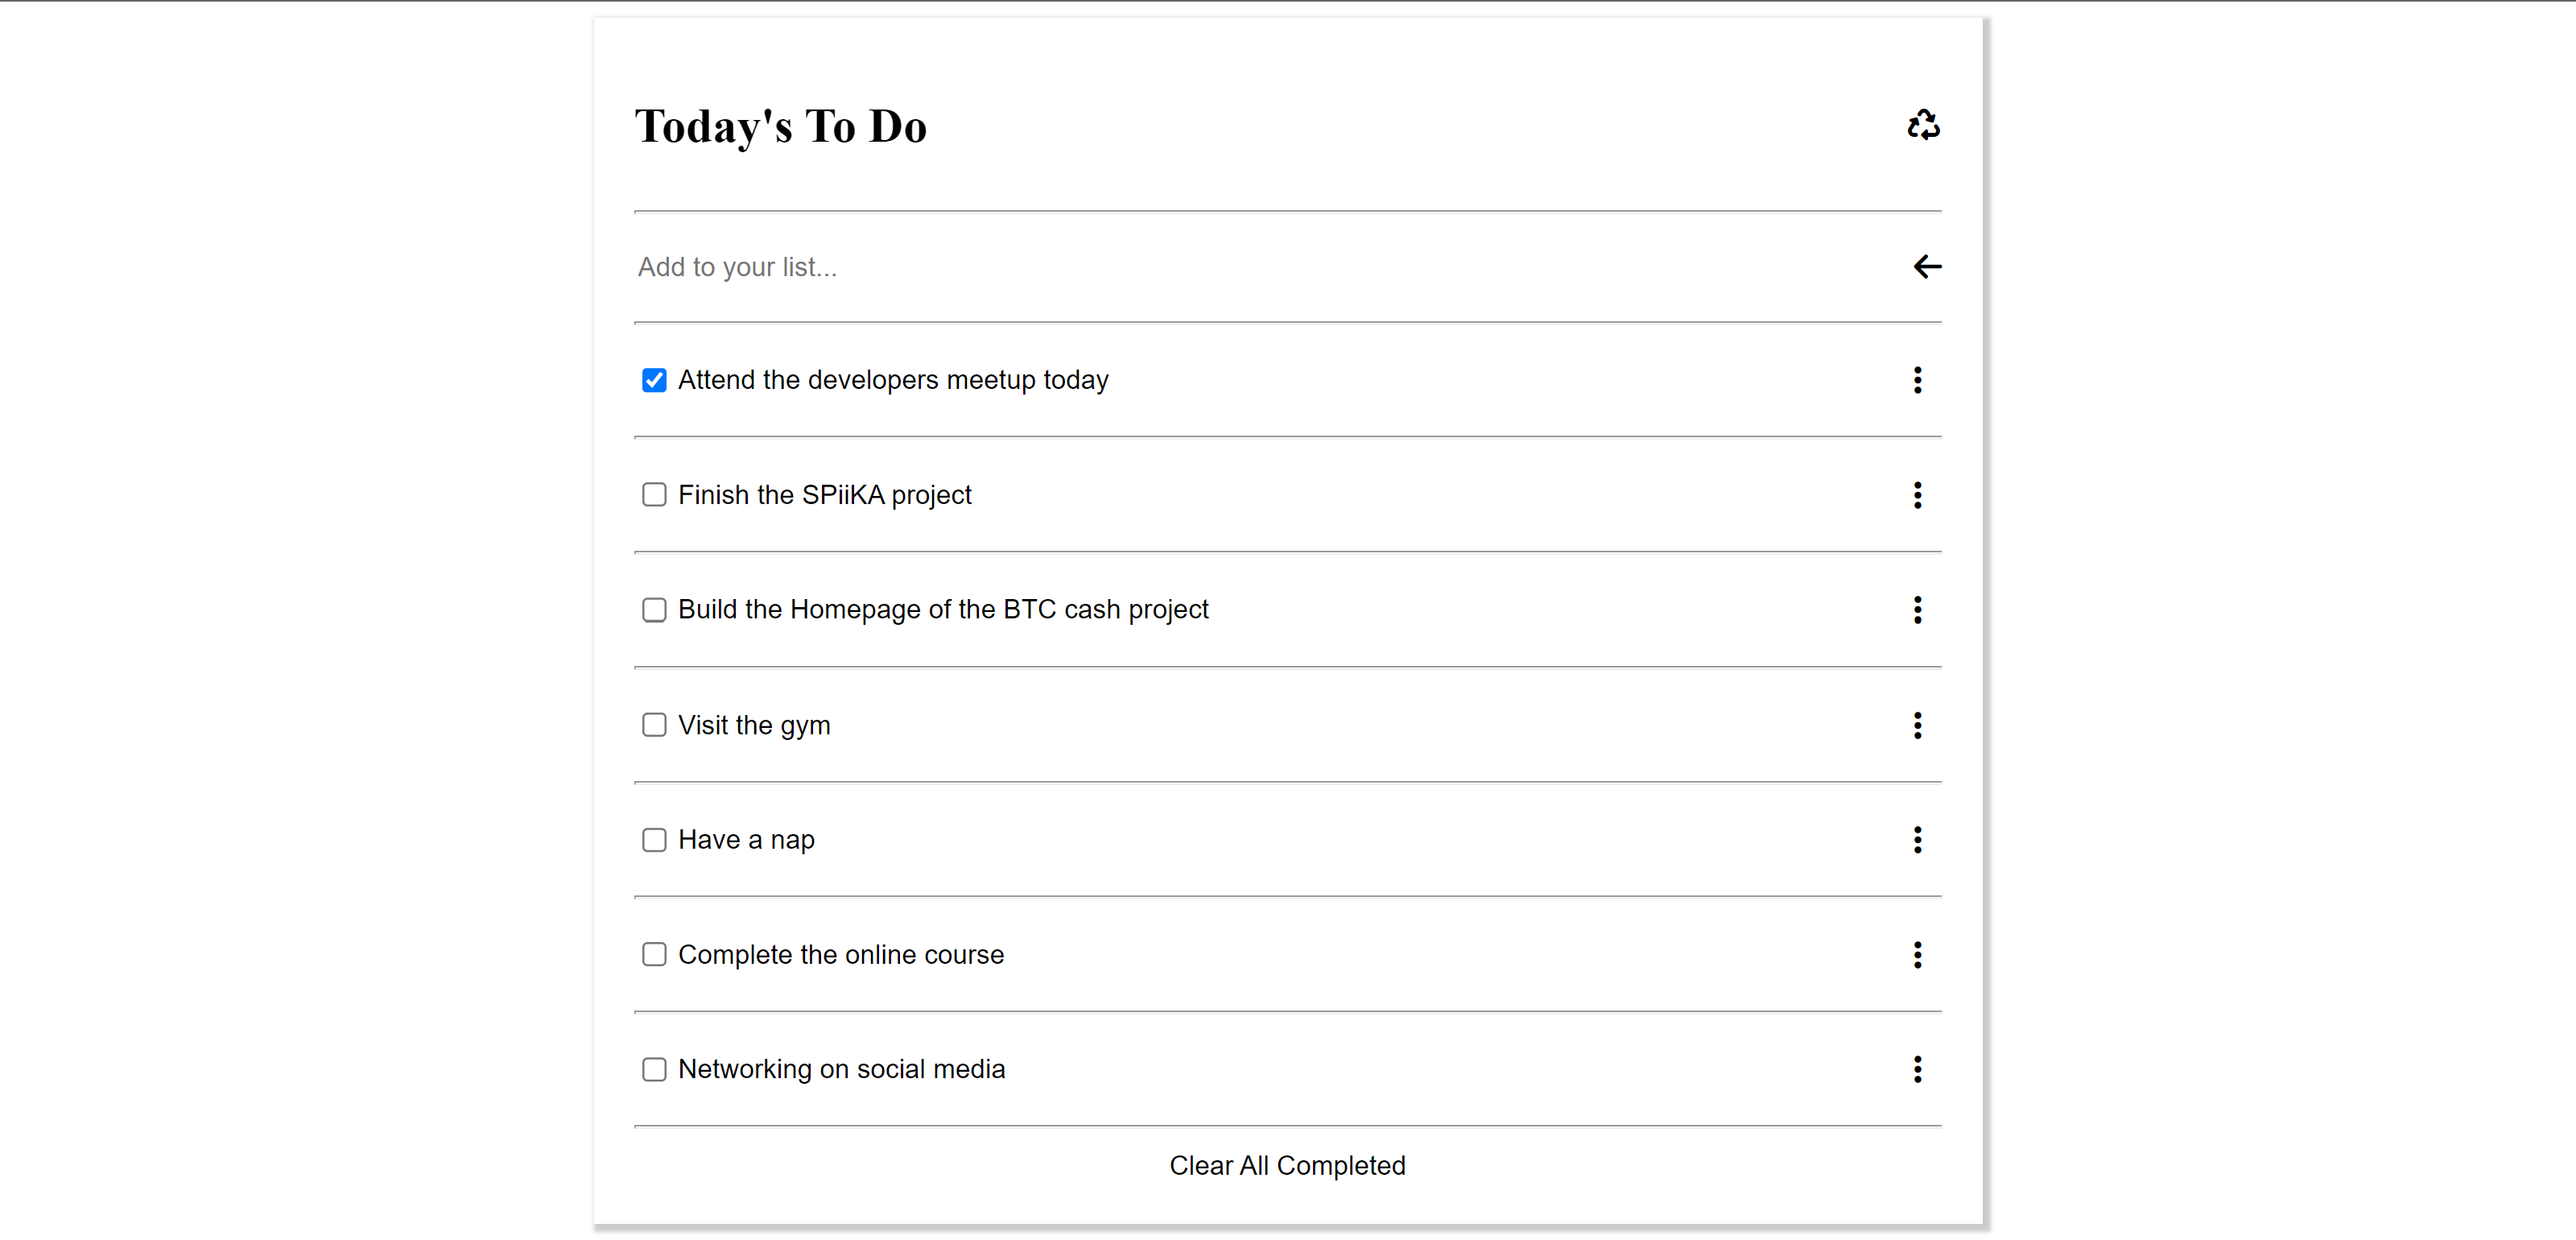 Today's To Do
Add to your list...
Attend the developers meetup today
Finish the SPiiKA project
Build the Homepage of the BTC cash project
Visit the gym
Have a nap
Complete the online course
Networking on social media
Clear All Completed